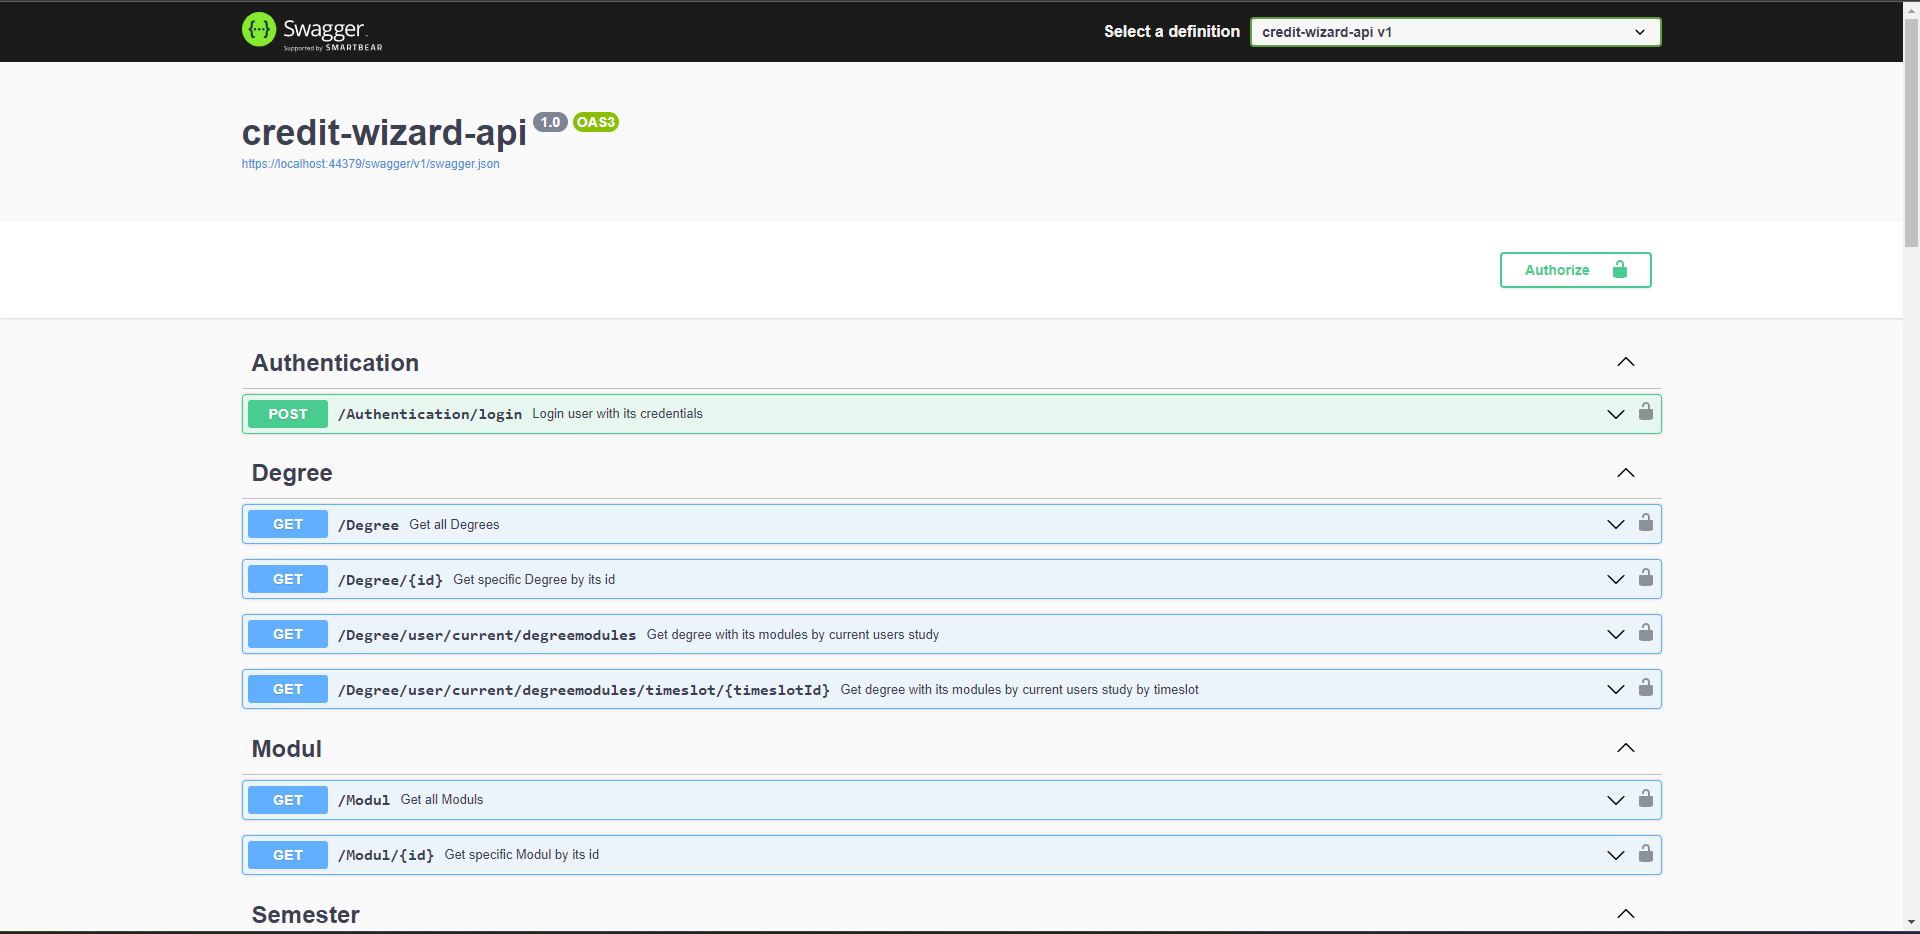 Swagger
Supported by SMARTBEAR
Select a definition
credit-wizard-api v1
credit-wizard-api 1.0 OAS3
https://localhost:44379/swagger/v1/swagger.json
Authorize
Authentication
POST /Authentication/login Login user with its credentials
Degree
GET /Degree Get all Degrees
GET /Degree/{id} Get specific Degree by its id
GET /Degree/user/current/degreemodules Get degree with its modules by current users study
GET /Degree/user/current/degreemodules/timeslot/{timeslotId} Get degree with its modules by current users study by timeslot
Modul
GET /Modul Get all Moduls
GET /Modul/{id} Get specific Modul by its id
Semester